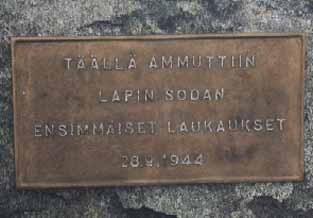 TÄÄLLÄ AMMUTTIIN
LAPIN SODAN
ENSIMMÄISET LAUKAUKSET
28.9.1944